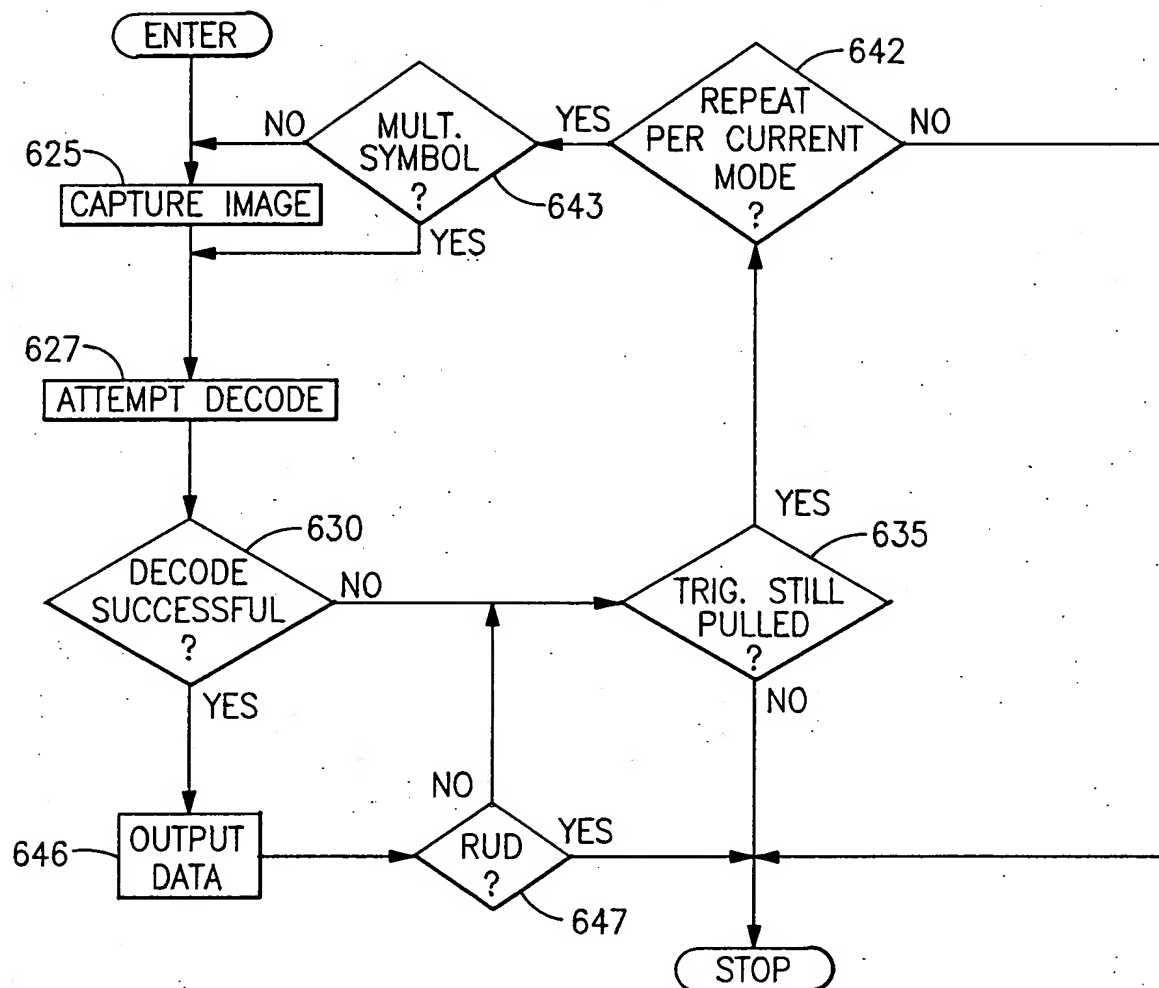 ENTER
625
CAPTURE IMAGE
NO
MULT.
SYMBOL
?
643
YES
YES
REPEAT
PER CURRENT
MODE
?
642
NO
627
ATTEMPT DECODE
DECODE
SUCCESSFUL
?
630
NO
YES
TRIG. STILL
PULLED
?
635
YES
NO
646
OUTPUT
DATA
RUD
?
647
NO
YES
STOP